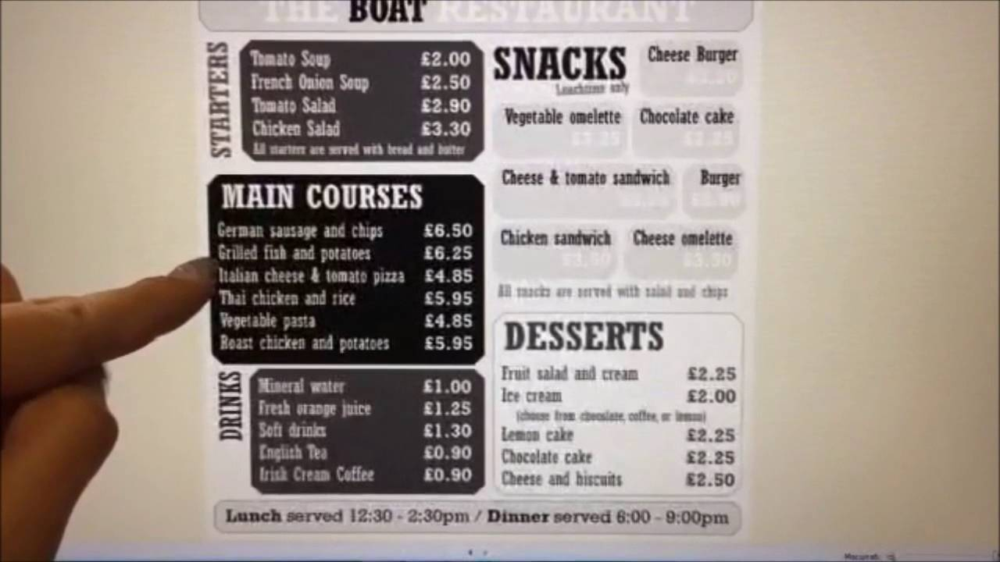 THE BOAT RESTAURANT
STARTERS
Tomato Soup £2.00
French Onion Soup £2.50
Tomato Salad £2.90
Chicken Salad £3.30
All starters are served with bread and butter
MAIN COURSES
German sausage and chips £6.50
Grilled fish and potatoes £6.25
Italian cheese & tomato pizza £4.85
Thai chicken and rice £5.95
Vegetable pasta £4.85
Roast chicken and potatoes £5.95
DRINKS
Mineral water £1.00
Fresh orange juice £1.25
Soft drinks £1.30
English Tea £0.90
Irish Cream Coffee £0.90
SNACKS
Lunchtime only
Cheese Burger
Vegetable omelette
£3.25
Chocolate cake
£2.25
Cheese & tomato sandwich
Burger
Chicken sandwich
£3.50
Cheese omelette
£3.50
All snacks are served with salad and chips
DESSERTS
Fruit salad and cream £2.25
Ice cream £2.00
(choose from chocolate, coffee, or lemon)
Lemon cake £2.25
Chocolate cake £2.25
Cheese and biscuits £2.50
Lunch served 12:30 - 2:30pm / Dinner served 6:00 - 9:00pm